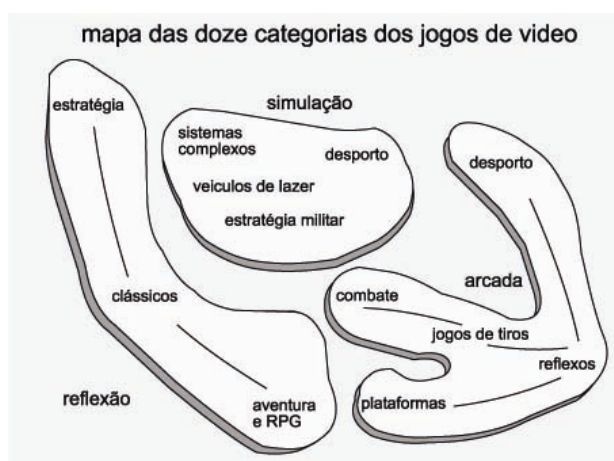 mapa das doze categorias dos jogos de video
estratégia
simulação
sistemas
complexos
desporto
veiculos de lazer
estratégia militar
desporto
clássicos
combate
arcada
jogos de tiros
reflexos
reflexão
aventura
e RPG
plataformas